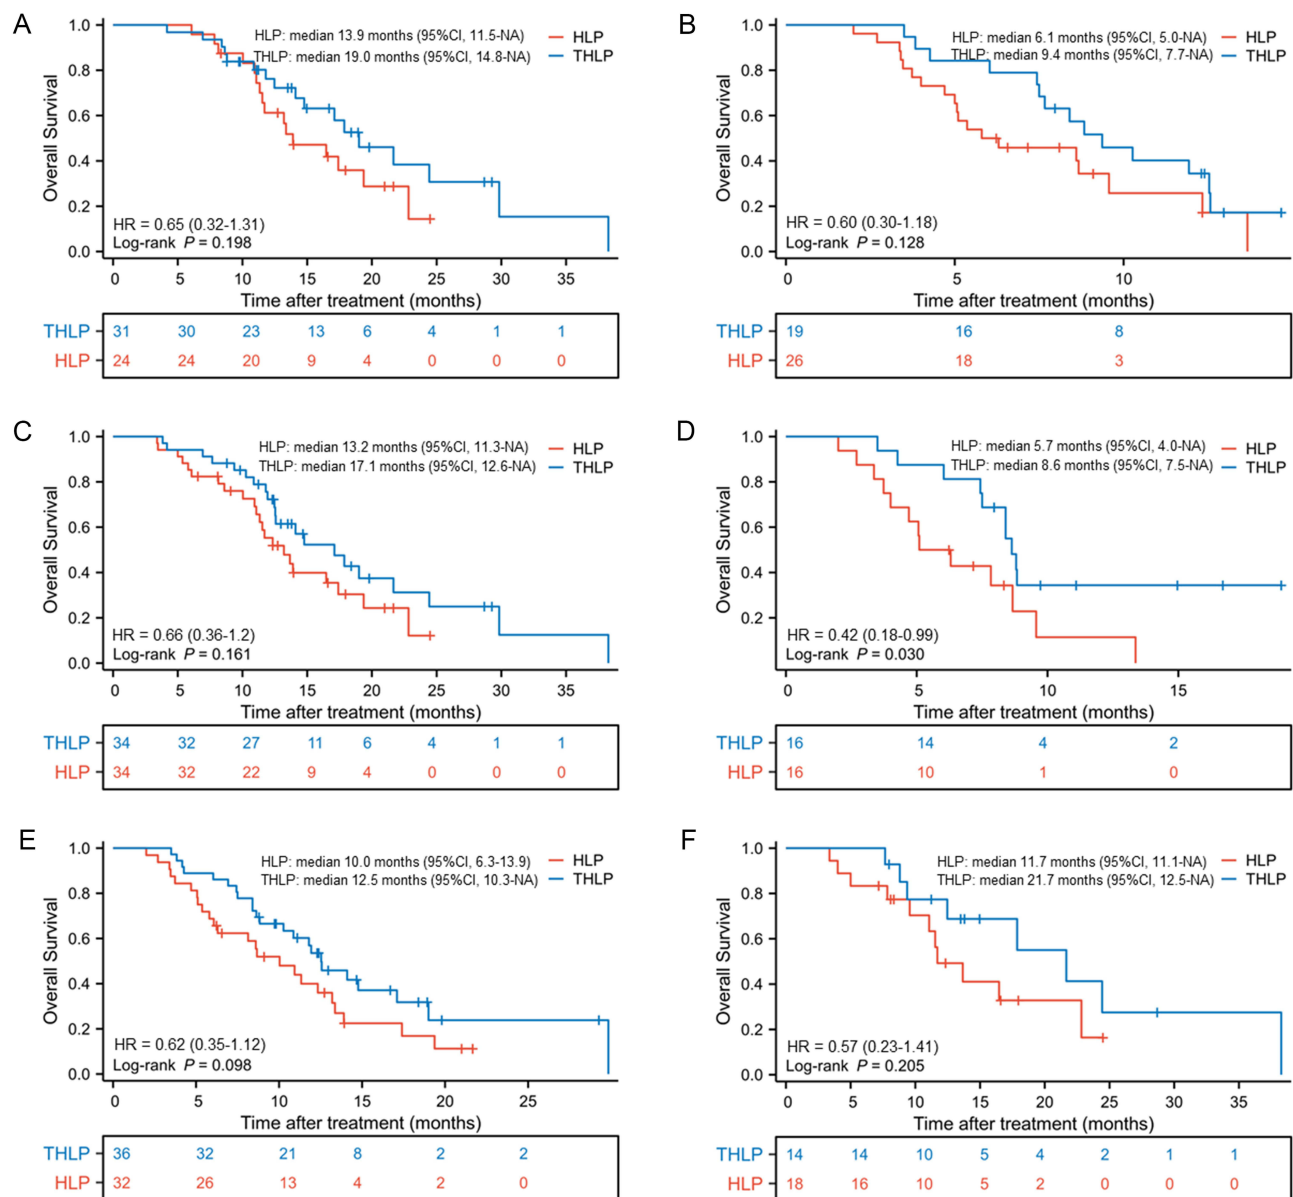 A
HLP: median 13.9 months (95%CI, 11.5-NA)
THLP: median 19.0 months (95%CI, 14.8-NA)
HLP
THLP
Overall Survival
1.0
0.8
0.6
0.4
0.2
0.0
HR = 0.65 (0.32-1.31)
Log-rank P = 0.198
0 5 10 15 20 25 30 35
Time after treatment (months)
THLP 31 30 23 13 6 4 1 1
HLP 24 24 20 9 4 0 0 0
B
HLP: median 6.1 months (95%CI, 5.0-NA)
THLP: median 9.4 months (95%CI, 7.7-NA)
HLP
THLP
Overall Survival
1.0
0.8
0.6
0.4
0.2
0.0
HR = 0.60 (0.30-1.18)
Log-rank P = 0.128
0 5 10
Time after treatment (months)
THLP 19 16 8
HLP 26 18 3
C
HLP: median 13.2 months (95%CI, 11.3-NA)
THLP: median 17.1 months (95%CI, 12.6-NA)
HLP
THLP
Overall Survival
1.0
0.8
0.6
0.4
0.2
0.0
HR = 0.66 (0.36-1.2)
Log-rank P = 0.161
0 5 10 15 20 25 30 35
Time after treatment (months)
THLP 34 32 27 11 6 4 1 1
HLP 34 32 22 9 4 0 0 0
D
HLP: median 5.7 months (95%CI, 4.0-NA)
THLP: median 8.6 months (95%CI, 7.5-NA)
HLP
THLP
Overall Survival
1.0
0.8
0.6
0.4
0.2
HR = 0.42 (0.18-0.99)
Log-rank P = 0.030
0 5 10 15
Time after treatment (months)
THLP 16 14 4 2
HLP 16 10 1 0
E
HLP: median 10.0 months (95%CI, 6.3-13.9)
THLP: median 12.5 months (95%CI, 10.3-NA)
HLP
THLP
Overall Survival
1.0
0.8
0.6
0.4
0.2
0.0
HR = 0.62 (0.35-1.12)
Log-rank P = 0.098
0 5 10 15 20 25
Time after treatment (months)
THLP 36 32 21 8 2 2
HLP 32 26 13 4 2 0
F
HLP: median 11.7 months (95%CI, 11.1-NA)
THLP: median 21.7 months (95%CI, 12.5-NA)
HLP
THLP
Overall Survival
1.0
0.8
0.6
0.4
0.2
0.0
HR = 0.57 (0.23-1.41)
Log-rank P = 0.205
0 5 10 15 20 25 30 35
Time after treatment (months)
THLP 14 14 10 5 4 2 1 1
HLP 18 16 10 5 2 0 0 0